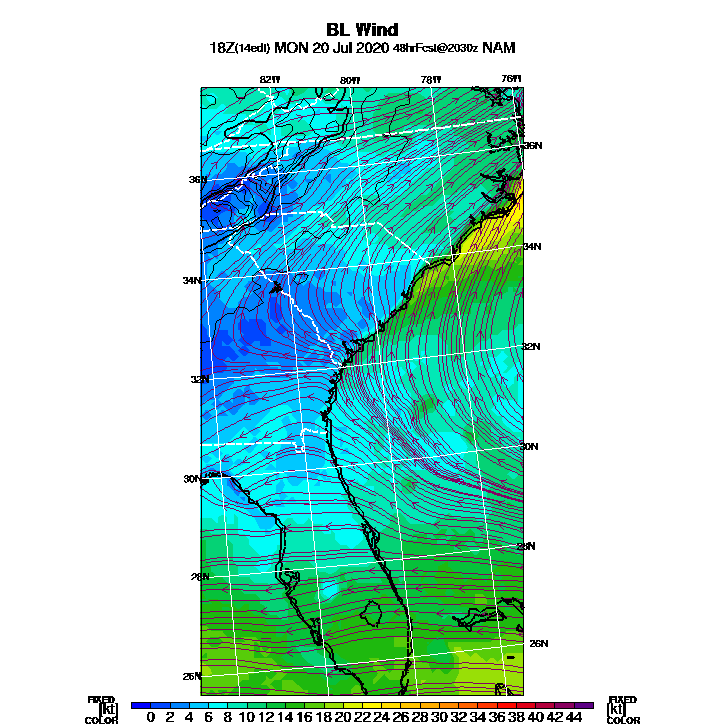 BL Wind
18Z(14edt) MON 20 Jul 2020 48hrFcst@2030z NAM
82W 80W 78W 76W
36N
36N
34N
34N
32N
32N
30N
30N
28N
28N
26N
26N
FIXED FIXED
[kt] 0 2 4 6 8 10 12 14 16 18 20 22 24 26 28 30 32 34 36 38 40 42 44 [kt]
COLOR COLOR